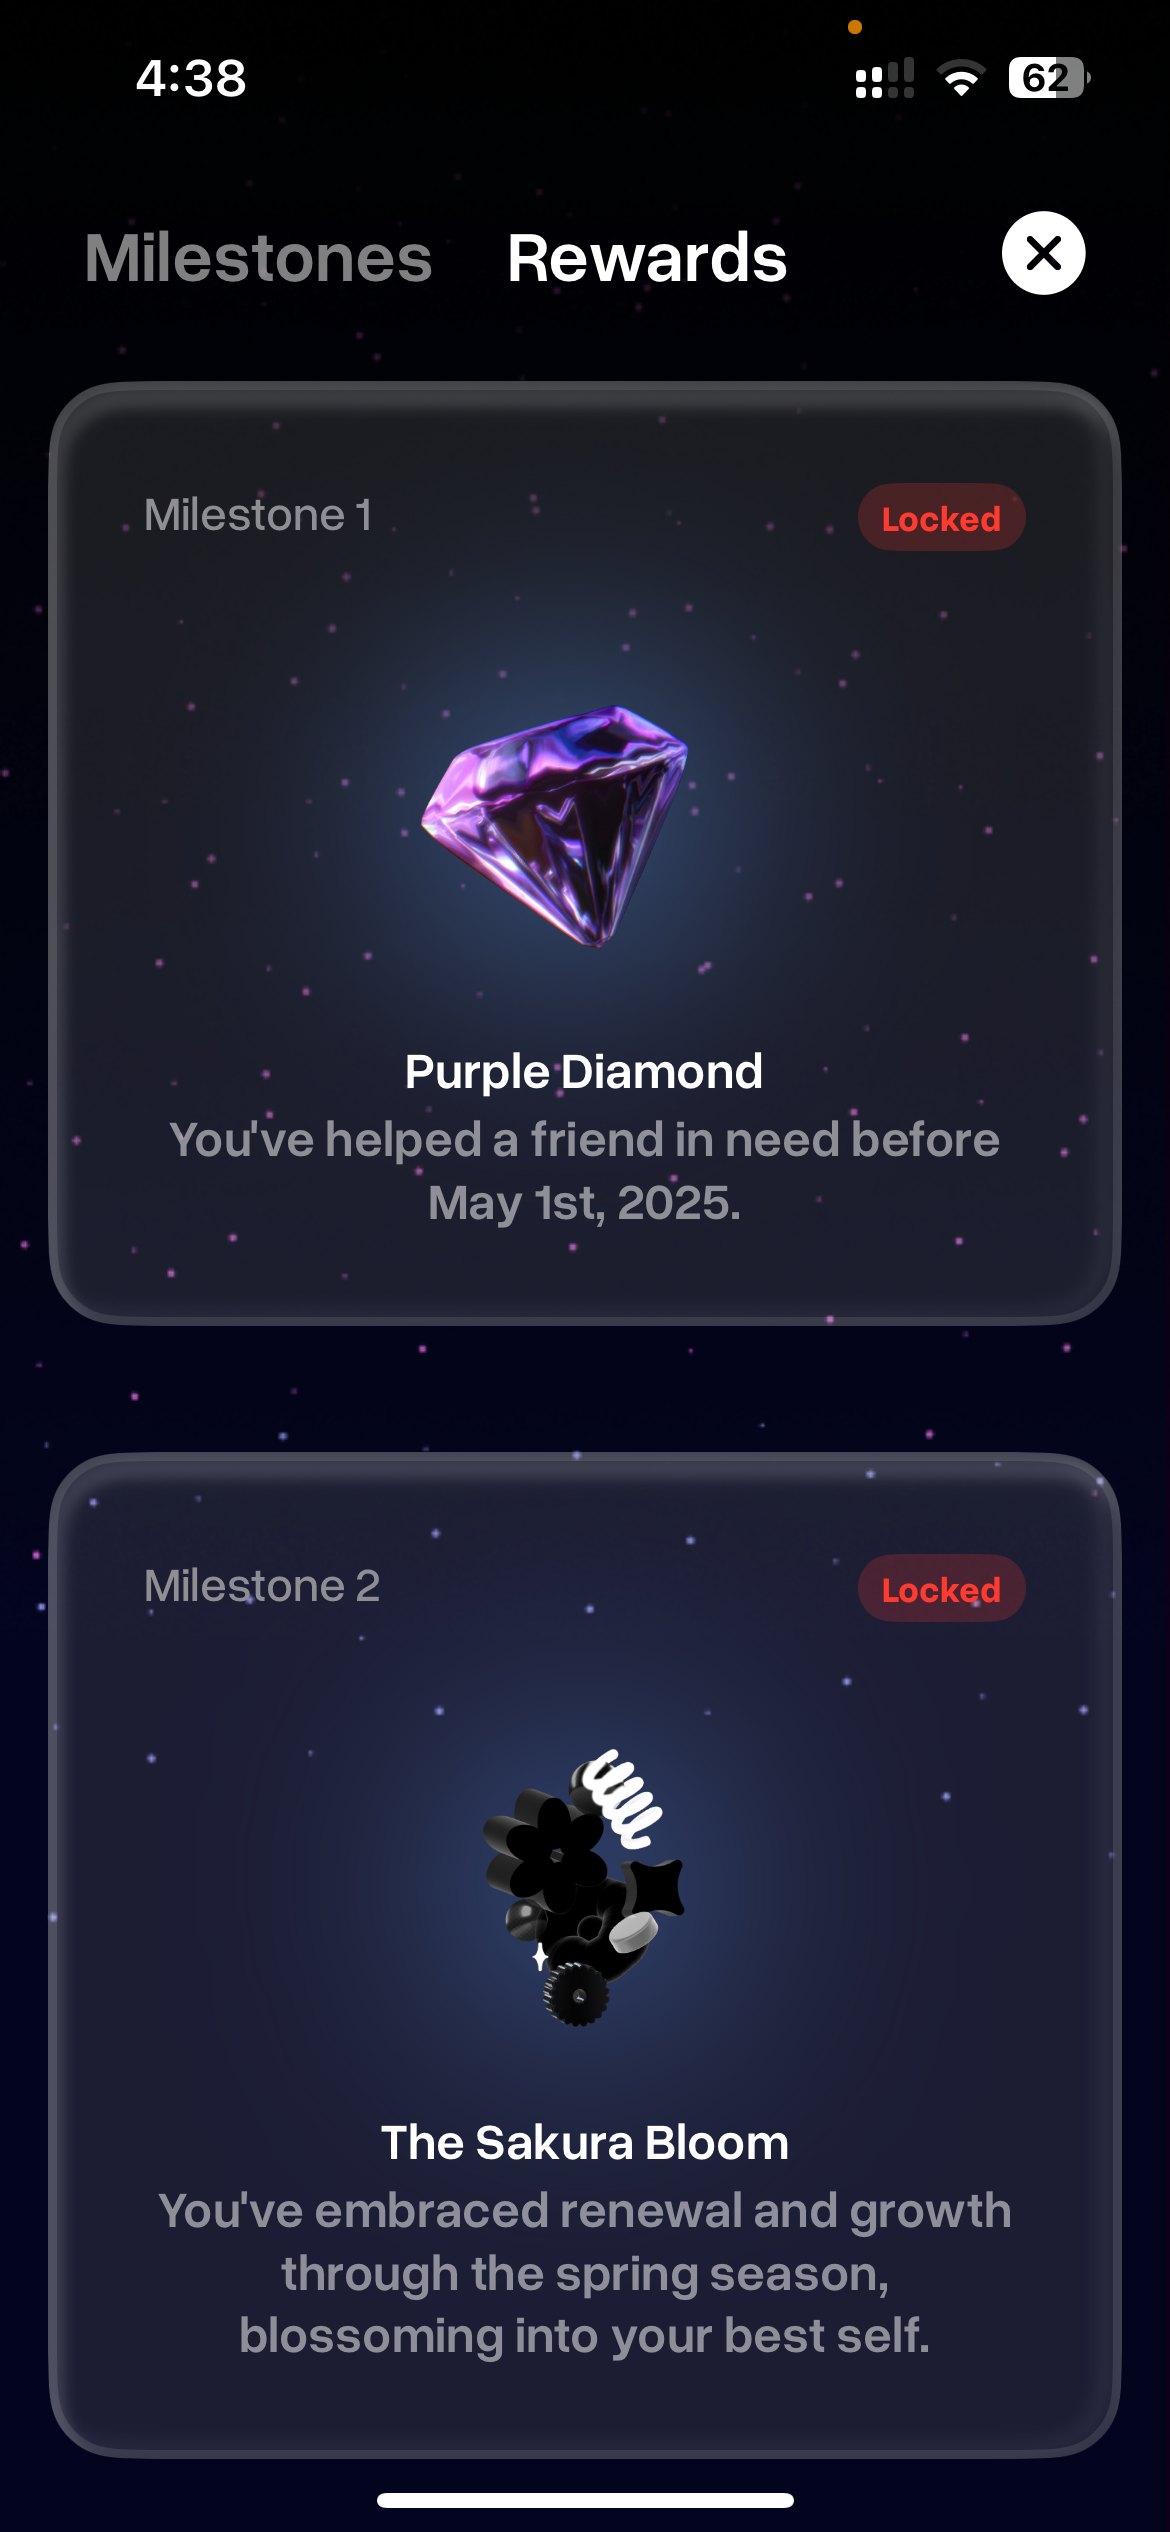 4:38
62
Milestones Rewards
Milestone 1 Locked
Purple Diamond
You've helped a friend in need before
May 1st, 2025.
Milestone 2 Locked
The Sakura Bloom
You've embraced renewal and growth
through the spring season,
blossoming into your best self.